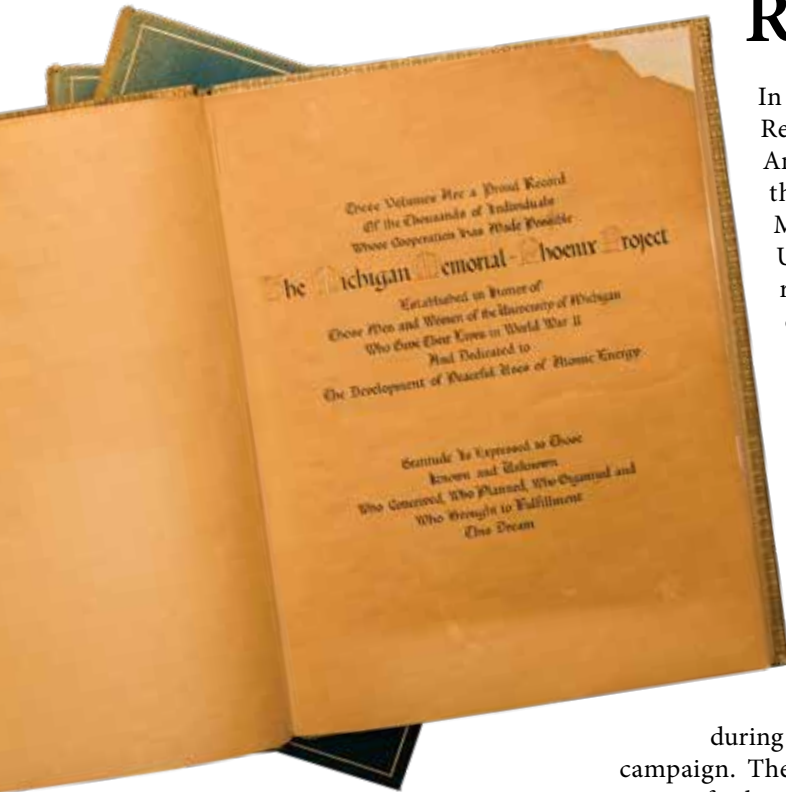 These Volumes Are a Proud Record
Of the Thousands of Individuals
Whose Cooperation Has Made Possible
The Michigan Memorial-Phoenix Project
Established in Honor of
Those Men and Women of the University of Michigan
Who Gave Their Lives in World War II
And Dedicated to
The Development of Peaceful Uses of Atomic Energy
Gratitude Is Expressed to Those
Known and Unknown
Who Conceived, Who Planned, Who Organized and
Who Brought to Fulfillment
This Dream
R
In
Re
Ar
th
M
U
during
campaign. The